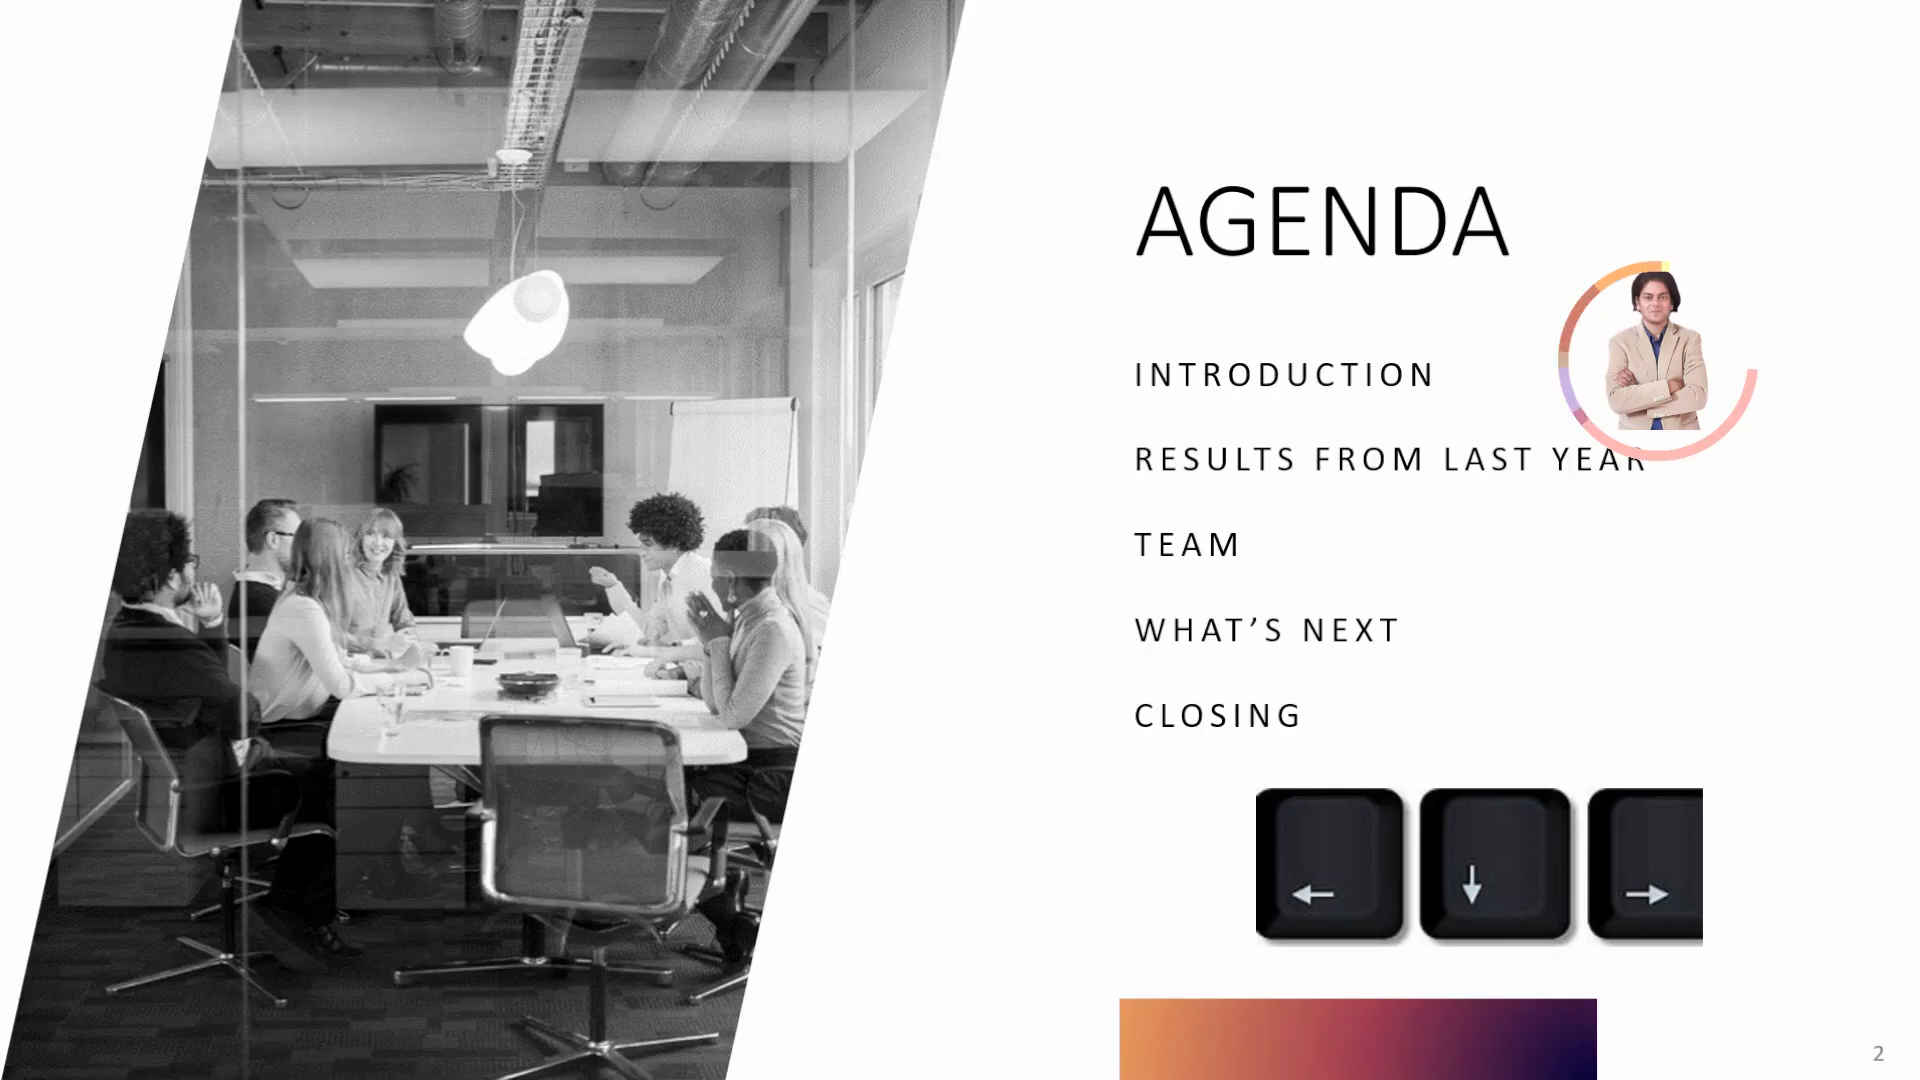 AGENDA
INTRODUCTION
RESULTS FROM LAST YEAR
TEAM
WHAT’S NEXT
CLOSING
2